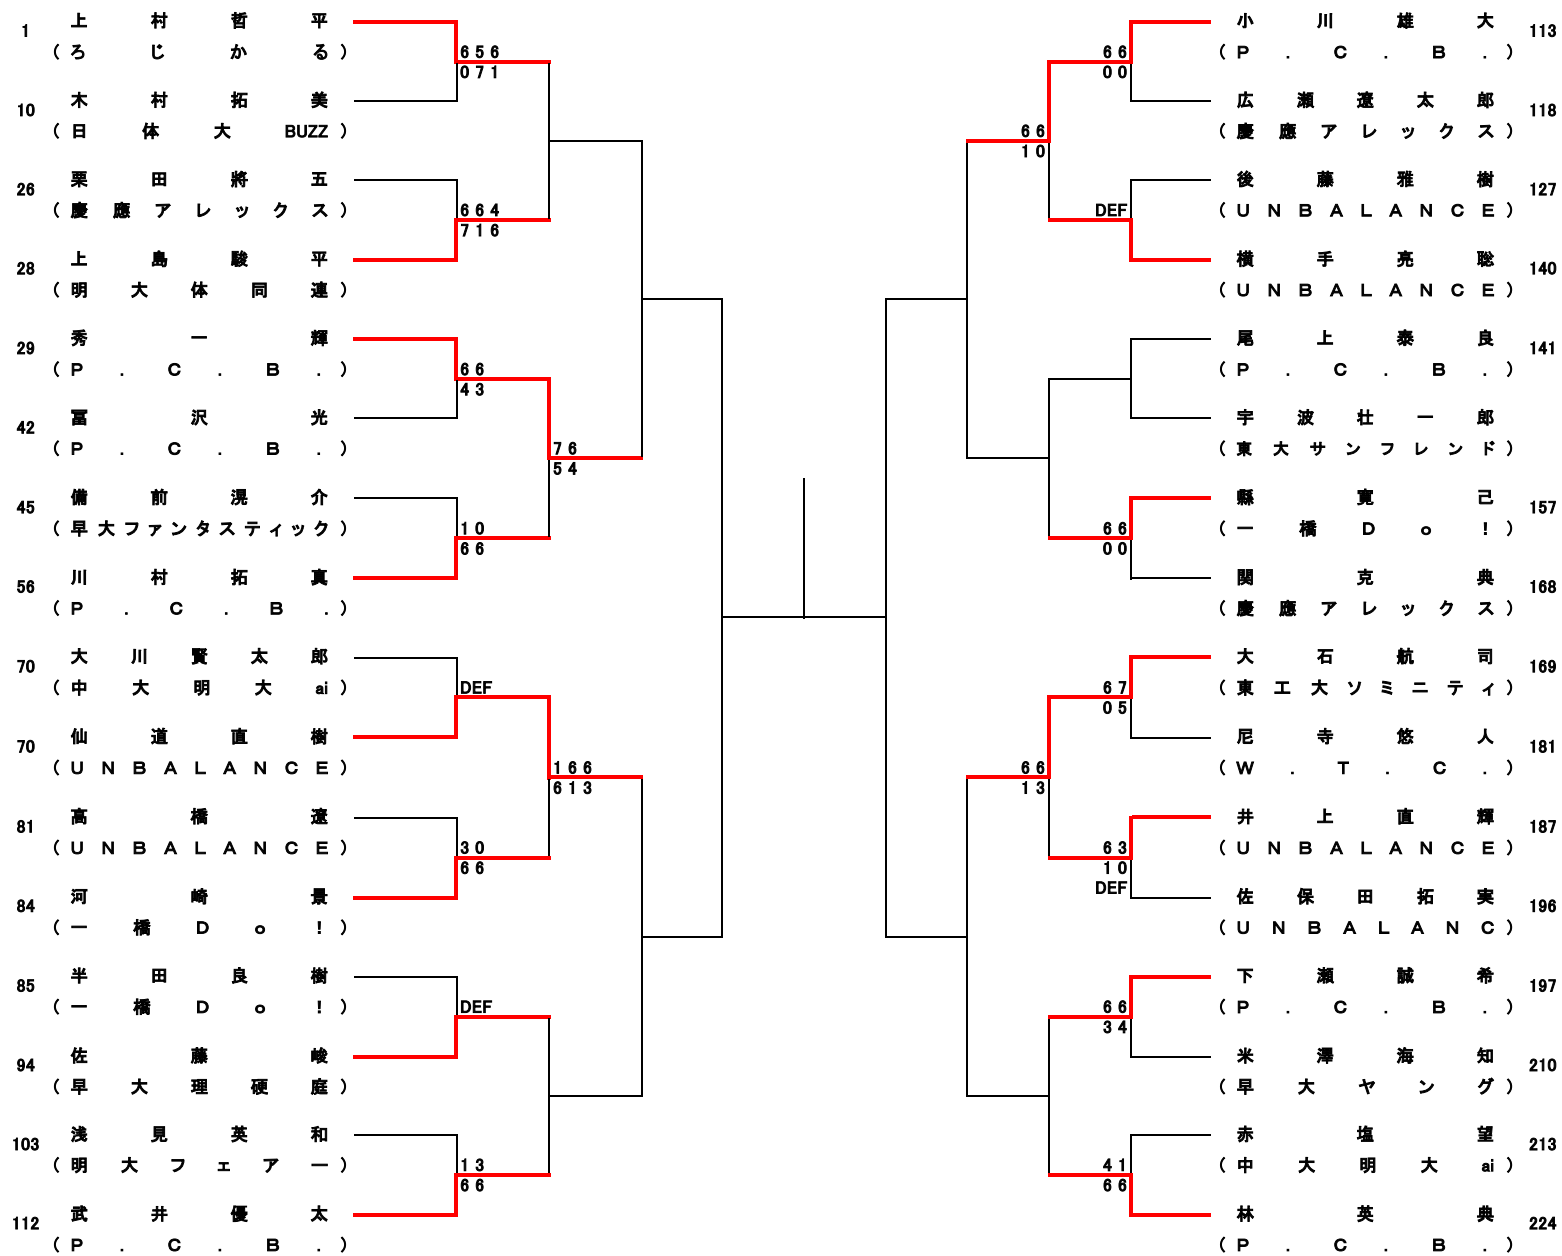 1 上村哲平
(ろじかる)
656
071
10 木村拓美
(日体大BUZZ)
26 栗田将五
(慶應アレックス)
664
716
28 上島駿平
(明大体同連)
29 秀一輝
(P.C.B.)
66
43
42 冨沢光
(P.C.B.)
76
54
45 備前滉介
(早大ファンタスティック)
10
66
56 川村拓真
(P.C.B.)
70 大川賢太郎
(中大明大ai)
DEF
70 仙道直樹
(UNBALANCE)
166
613
81 高橋遼
(UNBALANCE)
30
66
84 河崎景
(一橋Do!)
85 半田良樹
(一橋Do!)
DEF
94 佐藤峻
(早大理硬庭)
103 浅見英和
(明大フェアー)
13
66
112 武井優太
(P.C.B.)
小川雄大 113
(P.C.B.)
66
00
広瀬遼太郎 118
(慶應アレックス)
66
10
後藤雅樹 127
(UNBALANCE)
DEF
横手亮聡 140
(UNBALANCE)
尾上泰良 141
(P.C.B.)
宇波壮一郎
(東大サンフレンド)
縣寛己 157
(一橋Do!)
66
00
関克典 168
(慶應アレックス)
大石航司 169
(東工大ソミニティ)
67
05
尼寺悠人 181
(W.T.C.)
66
13
井上直輝 187
(UNBALANCE)
63
10
DEF
佐保田拓実 196
(UNBALANC)
下瀬誠希 197
(P.C.B.)
66
34
米澤海知 210
(早大ヤング)
赤塩望 213
(中大明大ai)
41
66
林英典 224
(P.C.B.)